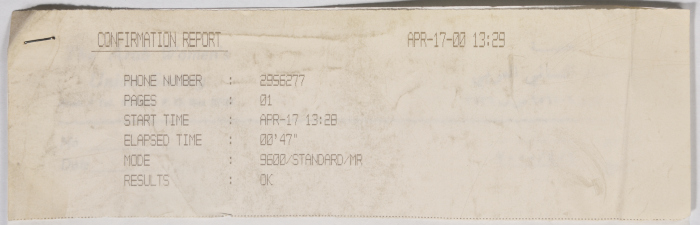 CONFIRMATION REPORT APR-17-00 13:29
PHONE NUMBER : 2956277
PAGES : 01
START TIME : APR-17 13:28
ELAPSED TIME : 00'47"
MODE : 9600/STANDARD/MR
RESULTS : OK